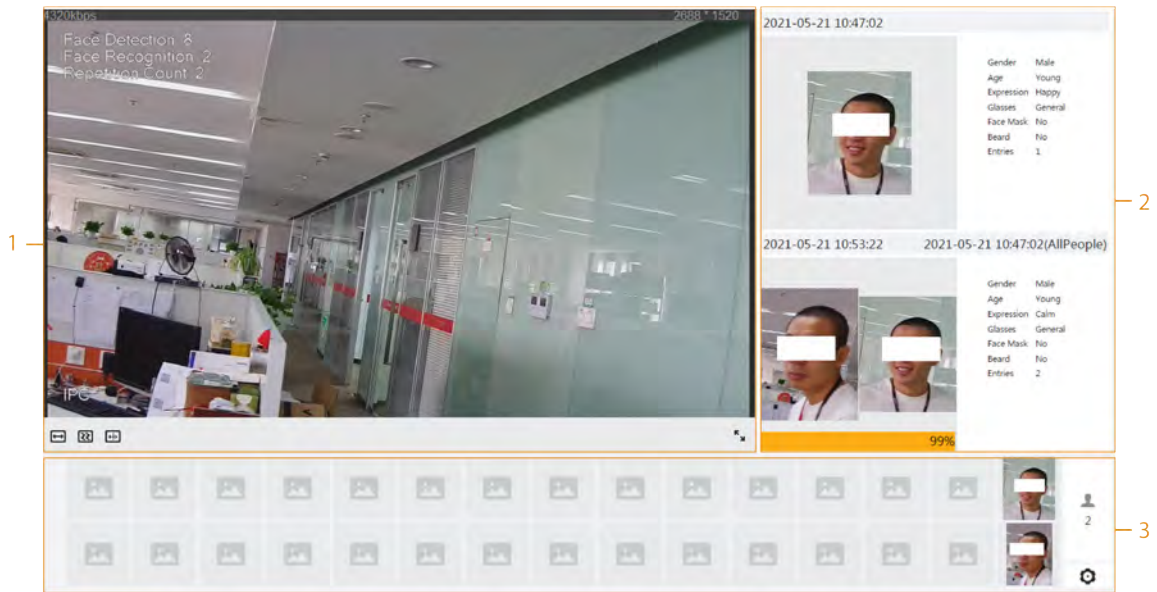 4320kbps
2688 * 1520
Face Detection 8
Face Recognition 2
Repetition Count 2
IPC
1
2021-05-21 10:47:02
Gender Male
Age Young
Expression Happy
Glasses General
Face Mask No
Beard No
Entries 1
2
2021-05-21 10:53:22 2021-05-21 10:47:02(AllPeople)
Gender Male
Age Young
Expression Calm
Glasses General
Face Mask No
Beard No
Entries 2
99%
2
3